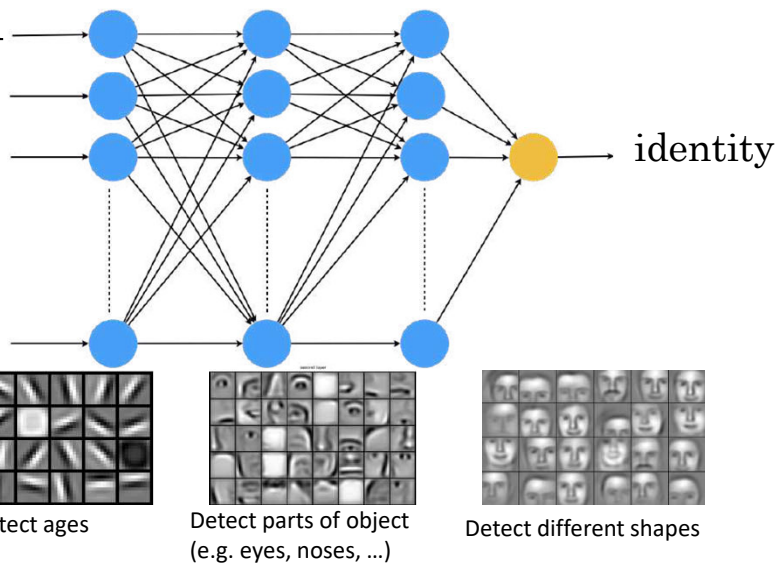 identity
tect ages
Detect parts of object
(e.g. eyes, noses, ...)
Detect different shapes